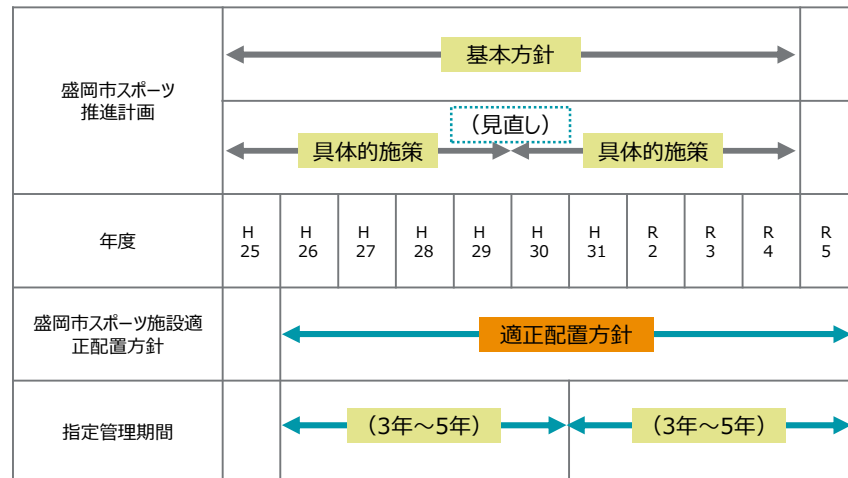 盛岡市スポーツ
推進計画
基本方針
（見直し）
具体的施策
具体的施策
年度
H
25
H
26
H
27
H
28
H
29
H
30
H
31
R
2
R
3
R
4
R
5
盛岡市スポーツ施設適
正配置方針
適正配置方針
指定管理期間
（3年～5年）
（3年～5年）